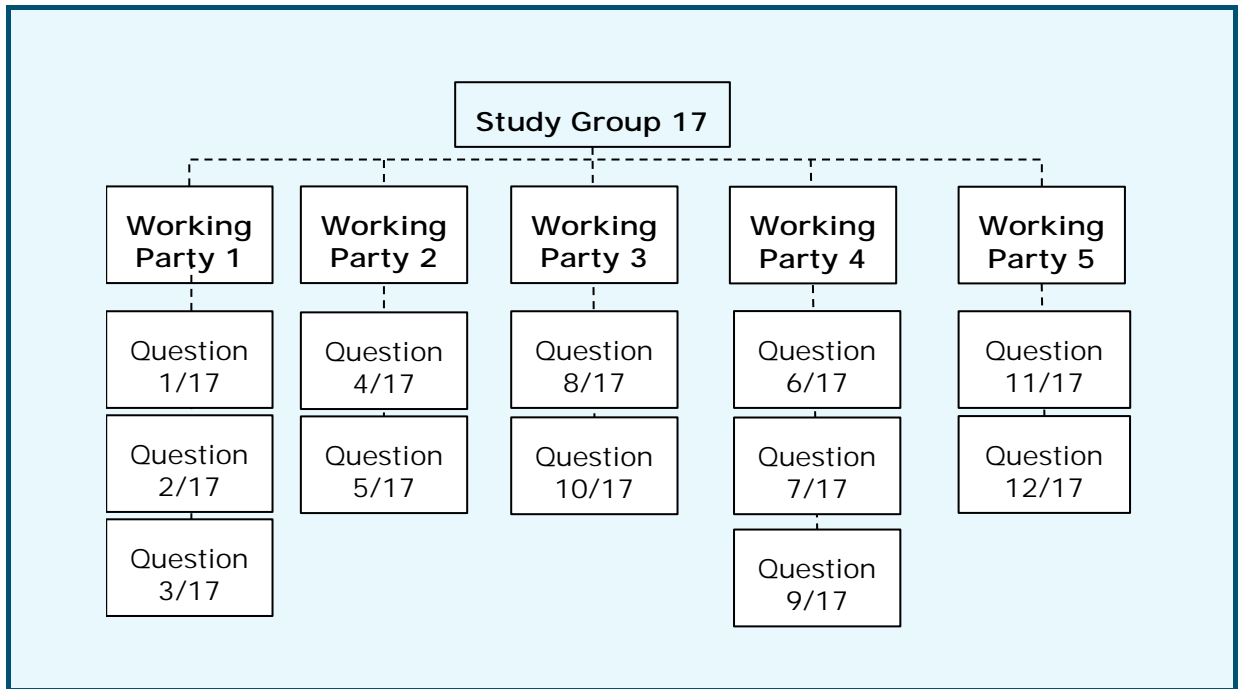 Study Group 17
Working
Party 1
Working
Party 2
Working
Party 3
Working
Party 4
Working
Party 5
Question
1/17
Question
4/17
Question
8/17
Question
6/17
Question
11/17
Question
2/17
Question
5/17
Question
10/17
Question
7/17
Question
12/17
Question
3/17
Question
9/17